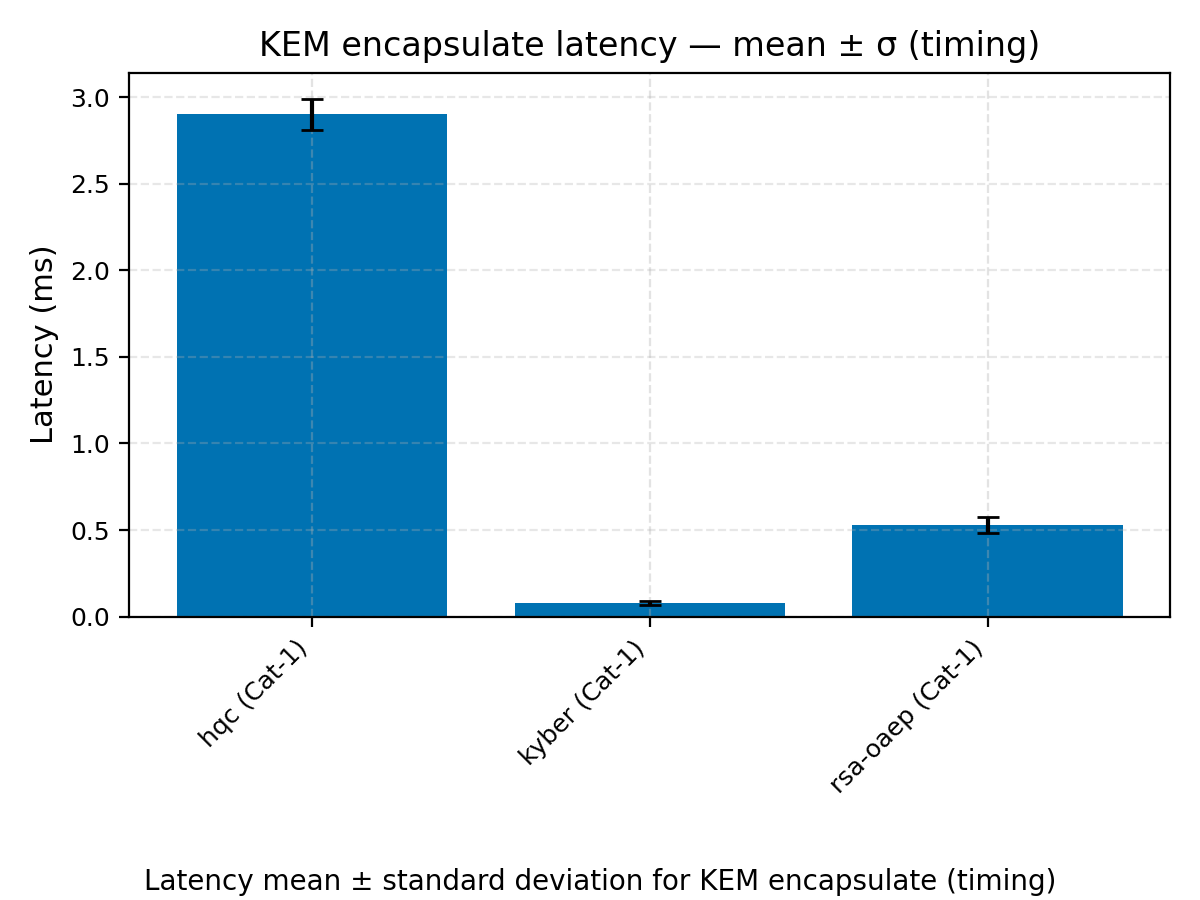 KEM encapsulate latency — mean ± σ (timing)
Latency (ms)
3.0
2.5
2.0
1.5
1.0
0.5
0.0
hqc (Cat-1)
kyber (Cat-1)
rsa-oaep (Cat-1)
Latency mean ± standard deviation for KEM encapsulate (timing)